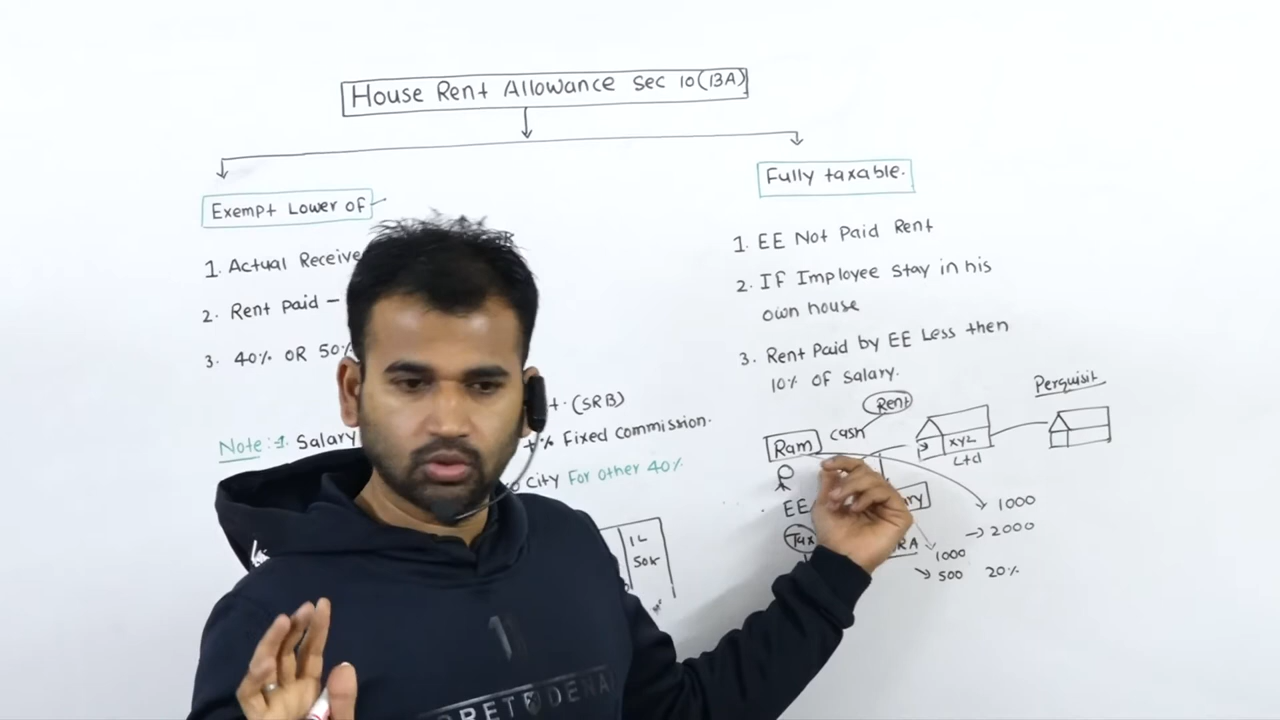 House Rent Allowance Sec 10(13A)
Exempt Lower of
1. Actual Receive
2. Rent Paid –
3. 40% OR 50%
t. (SRB)
Note:-1. Salary
% Fixed Commission.
City For other 40%
1L
50k
Fully taxable.
1. EE Not Paid Rent
2. If Imployee Stay in his
own house
3. Rent Paid by EE Less then
10% OF Salary.
Rent
Perquisit
Ram
cash
XYZ
Ltd
EE
Tax
RA
1000
→ 2000
1000
500 20%